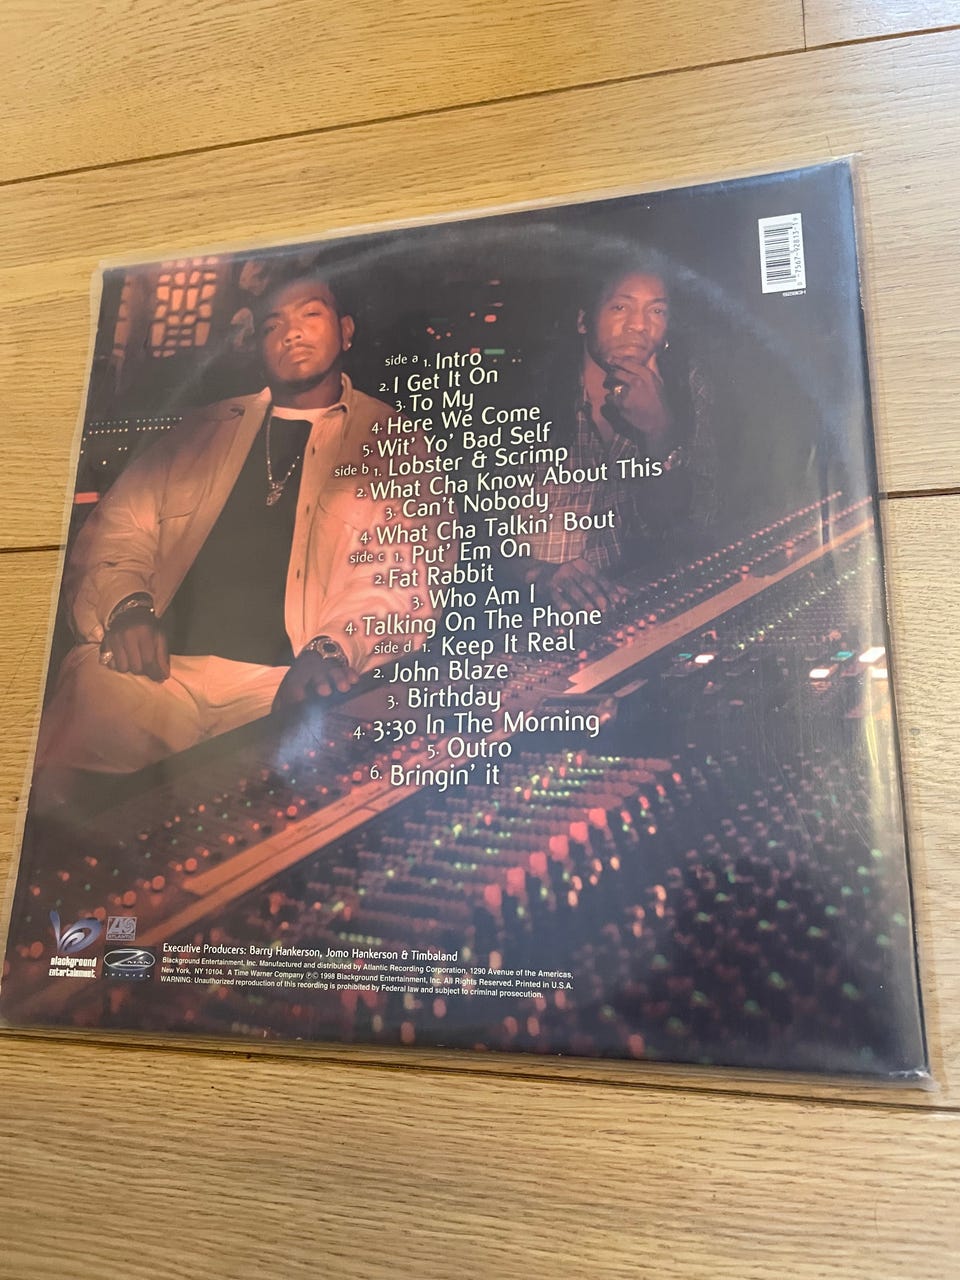 0 7567-92813-1 9
side a 1. Intro
2. I Get It On
3. To My
4. Here We Come
5. Wit' Yo' Bad Self
side b 1. Lobster & Scrimp
2. What Cha Know About This
3. Can't Nobody
4. What Cha Talkin' Bout
side c 1. Put' Em On
2. Fat Rabbit
3. Who Am I
4. Talking On The Phone
side d 1. Keep It Real
2. John Blaze
3. Birthday
4. 3:30 In The Morning
5. Outro
6. Bringin' it
Blackground
Entertainment.
ATLANTIC
Executive Producers: Barry Hankerson, Jomo Hankerson & Timbaland
Blackground Entertainment, Inc. Manufactured and distributed by Atlantic Recording Corporation, 1290 Avenue of the Americas,
New York, NY 10104. A Time Warner Company ℗© 1998 Blackground Entertainment, Inc. All Rights Reserved. Printed in U.S.A.
WARNING: Unauthorized reproduction of this recording is prohibited by Federal law and subject to criminal prosecution.